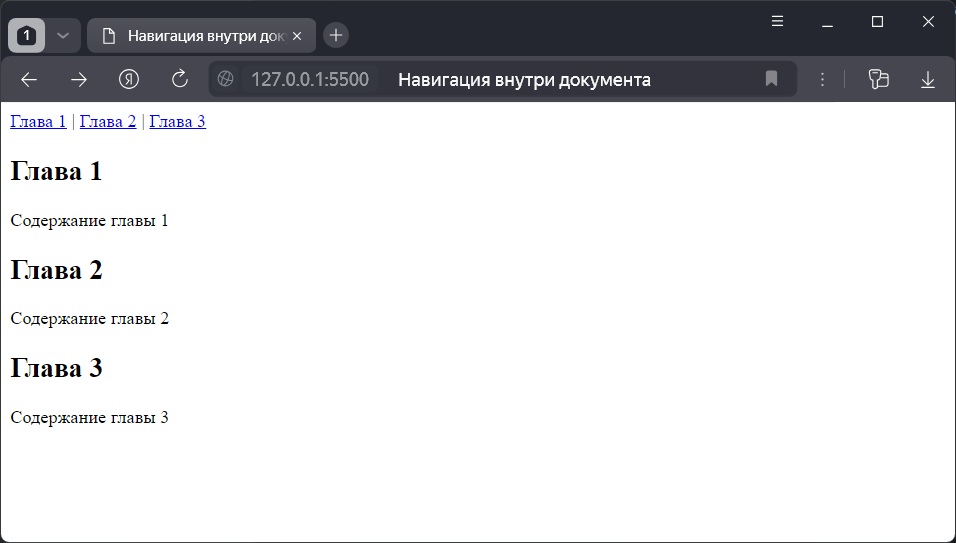 1
Навигация внутри док
127.0.0.1:5500 Навигация внутри документа
Глава 1 | Глава 2 | Глава 3
Глава 1
Содержание главы 1
Глава 2
Содержание главы 2
Глава 3
Содержание главы 3